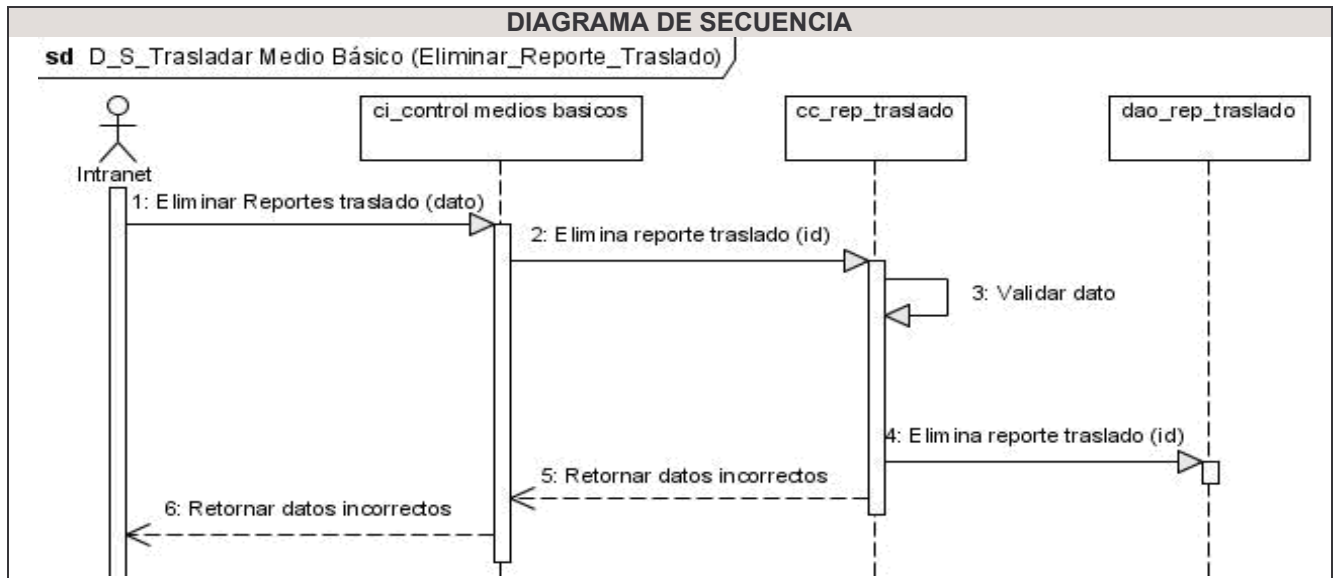 DIAGRAMA DE SECUENCIA
sd D_S_Trasladar Medio Básico (Eliminar_Reporte_Traslado)
ci_control medios basicos
cc_rep_traslado
dao_rep_traslado
Intranet
1: Eliminar Reportes traslado (dato)
2: Elimina reporte traslado (id)
3: Validar dato
4: Elimina reporte traslado (id)
5: Retornar datos incorrectos
6: Retornar datos incorrectos